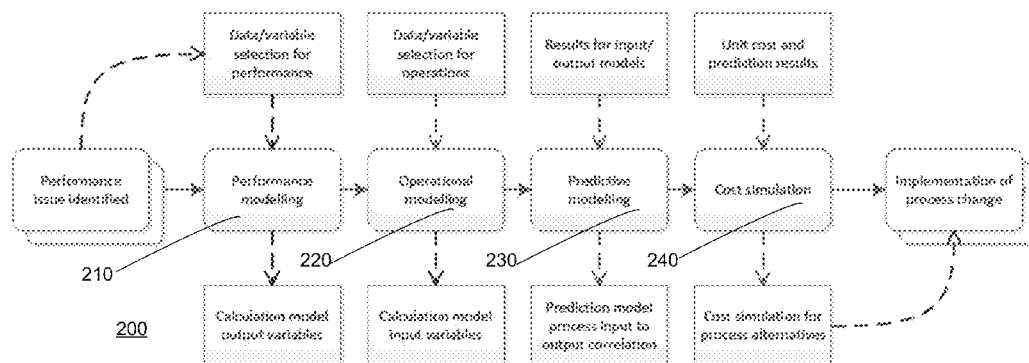 Data/variable
selection for
performance
Data/variable
selection for
operations
Results for input/
output models
Unit cost and
prediction results
Performance
issue identified
Performance
modelling
Operational
modelling
Predictive
modelling
Cost simulation
Implementation of
process change
210
220
230
240
Calculation model
output variables
Calculation model
input variables
Prediction model
process input to
output correlation
Cost simulation for
process alternatives
200